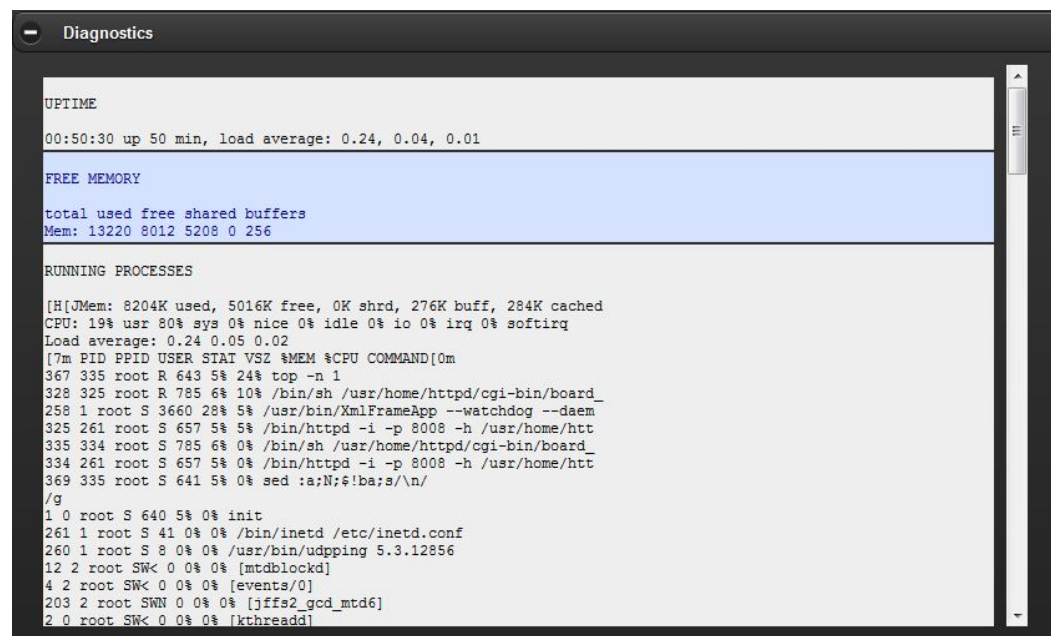 Diagnostics
UPTIME
00:50:30 up 50 min, load average: 0.24, 0.04, 0.01
FREE MEMORY
total used free shared buffers
Mem: 13220 8012 5208 0 256
RUNNING PROCESSES
[H[JMem: 8204K used, 5016K free, 0K shrd, 276K buff, 284K cached
CPU: 19% usr 80% sys 0% nice 0% idle 0% io 0% irq 0% softirq
Load average: 0.24 0.05 0.02
[7m PID PPID USER STAT VSZ %MEM %CPU COMMAND[0m
367 335 root R 643 5% 24% top -n 1
328 325 root R 785 6% 10% /bin/sh /usr/home/httpd/cgi-bin/board_
258 1 root S 3660 28% 5% /usr/bin/XmlFrameApp --watchdog --daem
325 261 root S 657 5% 5% /bin/httpd -i -p 8008 -h /usr/home/htt
335 334 root S 785 6% 0% /bin/sh /usr/home/httpd/cgi-bin/board_
334 261 root S 657 5% 0% /bin/httpd -i -p 8008 -h /usr/home/htt
369 335 root S 641 5% 0% sed :a;N;$!ba;s/\n/
/g
1 0 root S 640 5% 0% init
261 1 root S 41 0% 0% /bin/inetd /etc/inetd.conf
260 1 root S 8 0% 0% /usr/bin/udpping 5.3.12856
12 2 root SW< 0 0% 0% [mtdblockd]
4 2 root SW< 0 0% 0% [events/0]
203 2 root SWN 0 0% 0% [jffs2_gcd_mtd6]
2 0 root SW< 0 0% 0% [kthreadd]